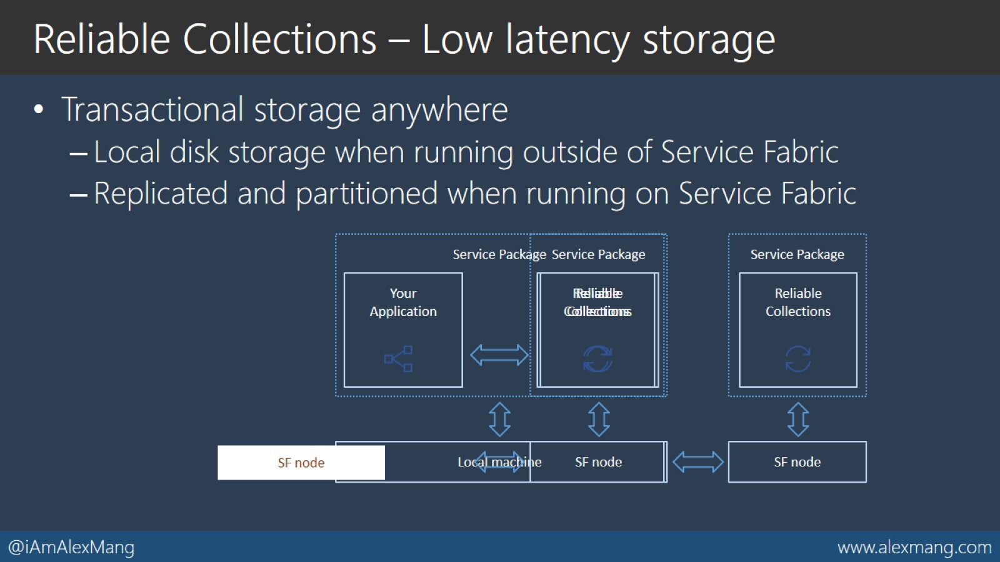 Reliable Collections – Low latency storage
• Transactional storage anywhere
– Local disk storage when running outside of Service Fabric
– Replicated and partitioned when running on Service Fabric
Service Package
Service Package
Service Package
Your
Application
Reliable
Collections
Reliable
Collections
Reliable
Collections
SF node
Local machine
SF node
SF node
@iAmAlexMang
www.alexmang.com